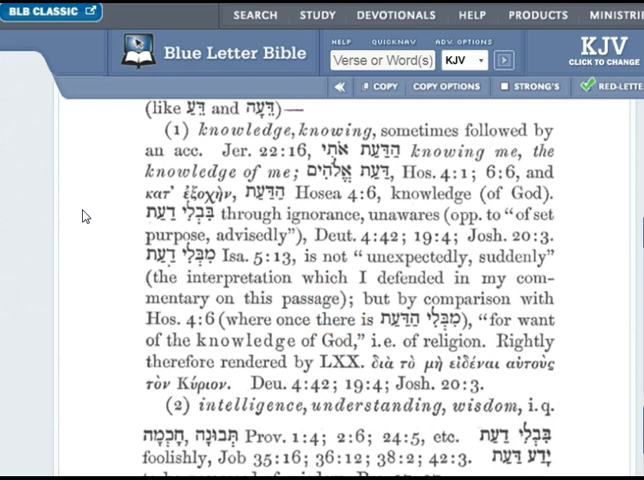 BLB CLASSIC
SEARCH STUDY DEVOTIONALS HELP PRODUCTS MINISTRI
Blue Letter Bible
HELP QUICKNAV ADV. OPTIONS
Verse or Word(s) KJV
KJV
CLICK TO CHANGE
COPY COPY OPTIONS STRONG'S RED-LETTE
(like דֵּעַ and דֵּעָה)—
(1) knowledge, knowing, sometimes followed by
an acc. Jer. 22:16, הַדַּעַת אֹתִי knowing me, the
knowledge of me; דַּעַת אֱלֹהִים, Hos. 4:1; 6:6, and
κατ' ἐξοχὴν, הַדַּעַת Hosea 4:6, knowledge (of God).
בִּבְלִי דַעַת through ignorance, unawares (opp. to “of set
purpose, advisedly”), Deut. 4:42; 19:4; Josh. 20:3.
מִבְּלִי דַעַת Isa. 5:13, is not “unexpectedly, suddenly”
(the interpretation which I defended in my com-
mentary on this passage); but by comparison with
Hos. 4:6 (where once there is מִבְּלִי הַדַּעַת), “for want
of the knowledge of God,” i.e. of religion. Rightly
therefore rendered by LXX. διὰ τὸ μὴ εἰδέναι αὐτοὺς
τὸν Κύριον. Deu. 4:42; 19:4; Josh. 20:3.
(2) intelligence, understanding, wisdom, i. q.
תְּבוּנָה, חָכְמָה Prov. 1:4; 2:6; 24:5, etc. בִּבְלִי דַעַת
foolishly, Job 35:16; 36:12; 38:2; 42:3. יָדַע דַּעַת